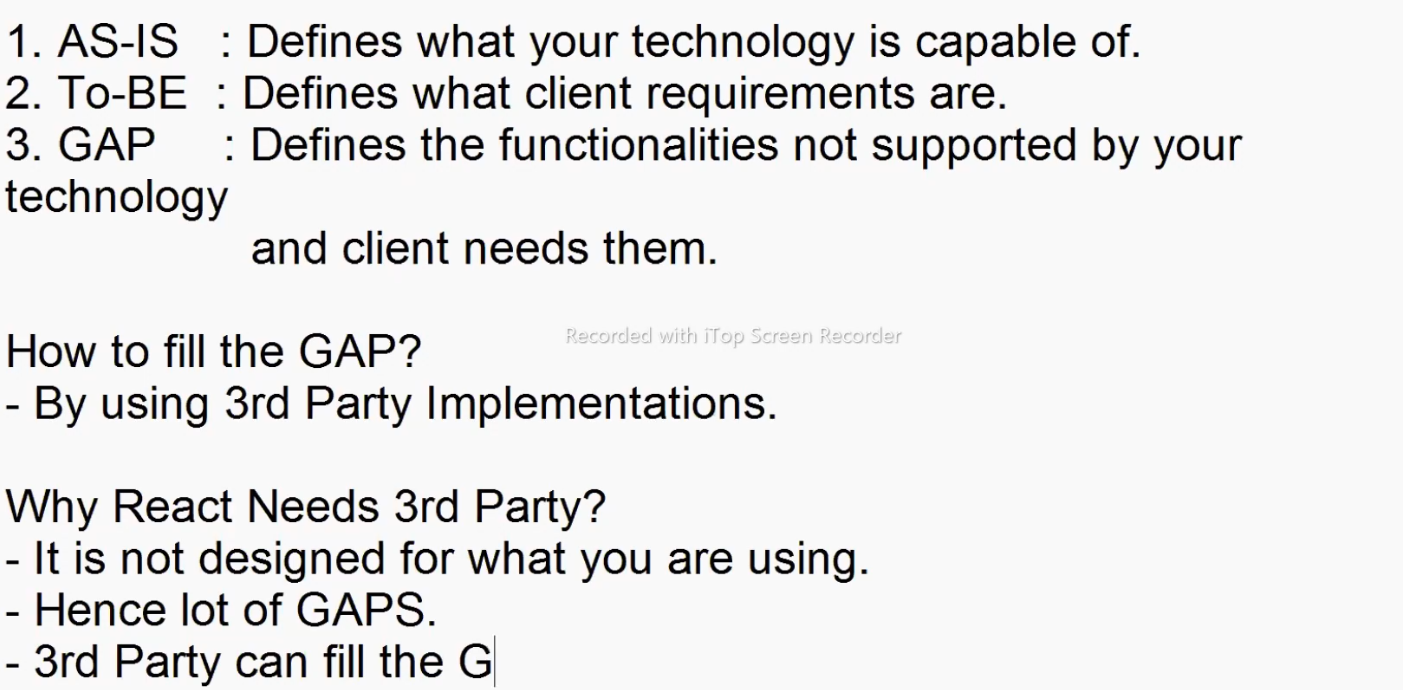 1. AS-IS : Defines what your technology is capable of.
2. To-BE : Defines what client requirements are.
3. GAP : Defines the functionalities not supported by your
technology
and client needs them.
How to fill the GAP?
Recorded with iTop Screen Recorder
- By using 3rd Party Implementations.
Why React Needs 3rd Party?
- It is not designed for what you are using.
- Hence lot of GAPS.
- 3rd Party can fill the G